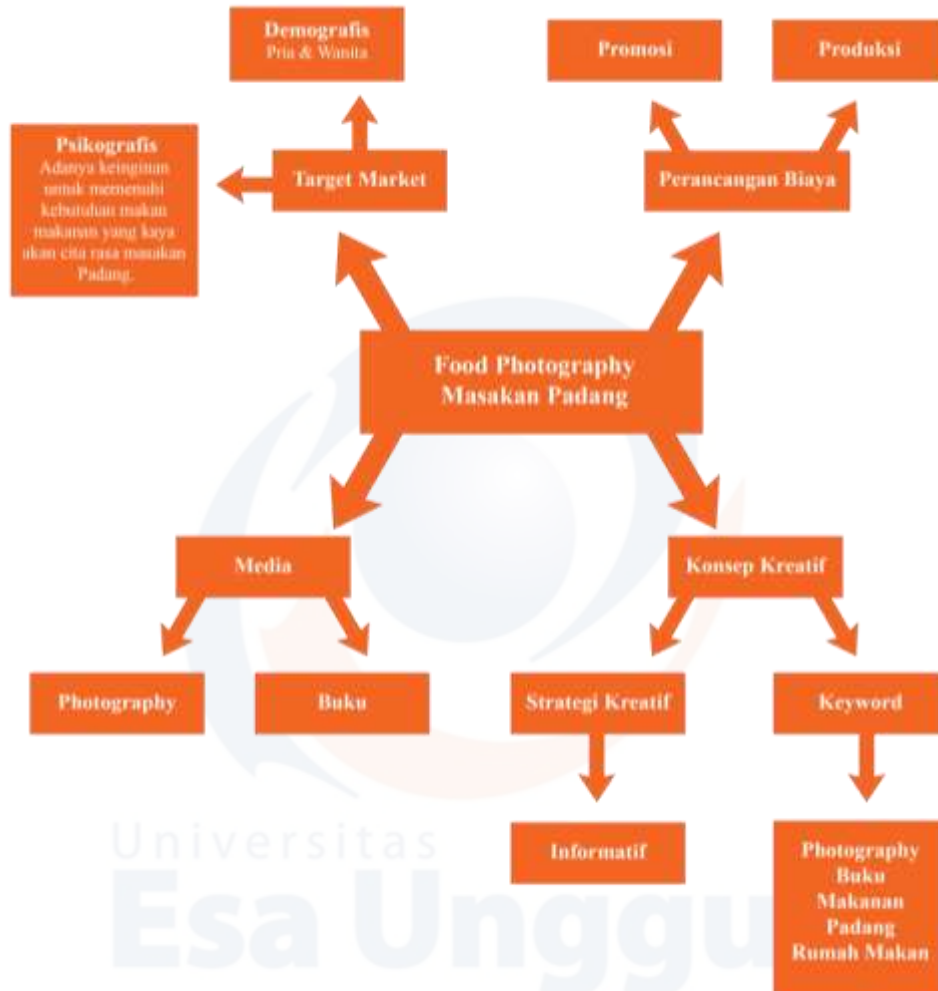 Demografis
Pria & Wanita
Promosi
Produksi
Psikografis
Adanya keinginan
untuk memenuhi
kebutuhan makan
makanan yang kaya
akan cita rasa masakan
Padang.
Target Market
Perancangan Biaya
Food Photography
Masakan Padang
Media
Konsep Kreatif
Photography
Buku
Strategi Kreatif
Keyword
Informatif
Photography
Buku
Makanan
Padang
Rumah Makan
Universitas
Esa Unggu